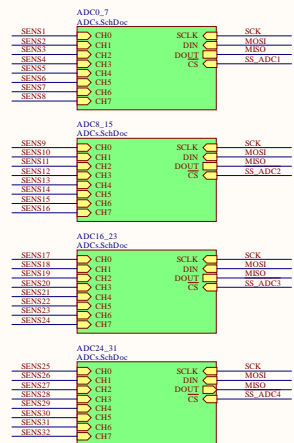 ADC0_7
ADCs.SchDoc
SENS1 CH0 SCLK SCK
SENS2 CH1 DIN MOSI
SENS3 CH2 DOUT MISO
SENS4 CH3 CS SS_ADC1
SENS5 CH4
SENS6 CH5
SENS7 CH6
SENS8 CH7
ADC8_15
ADCs.SchDoc
SENS9 CH0 SCLK SCK
SENS10 CH1 DIN MOSI
SENS11 CH2 DOUT MISO
SENS12 CH3 CS SS_ADC2
SENS13 CH4
SENS14 CH5
SENS15 CH6
SENS16 CH7
ADC16_23
ADCs.SchDoc
SENS17 CH0 SCLK SCK
SENS18 CH1 DIN MOSI
SENS19 CH2 DOUT MISO
SENS20 CH3 CS SS_ADC3
SENS21 CH4
SENS22 CH5
SENS23 CH6
SENS24 CH7
ADC24_31
ADCs.SchDoc
SENS25 CH0 SCLK SCK
SENS26 CH1 DIN MOSI
SENS27 CH2 DOUT MISO
SENS28 CH3 CS SS_ADC4
SENS29 CH4
SENS30 CH5
SENS31 CH6
SENS32 CH7